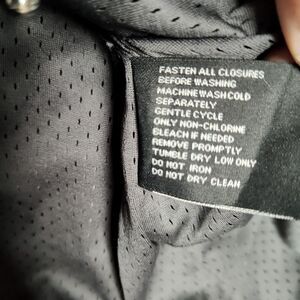 FASTEN ALL CLOSURES
BEFORE WASHING
MACHINE WASH COLD
SEPARATELY
GENTLE CYCLE
ONLY NON-CHLORINE
BLEACH IF NEEDED
REMOVE PROMPTLY
TUMBLE DRY LOW ONLY
DO NOT IRON
DO NOT DRY CLEAN